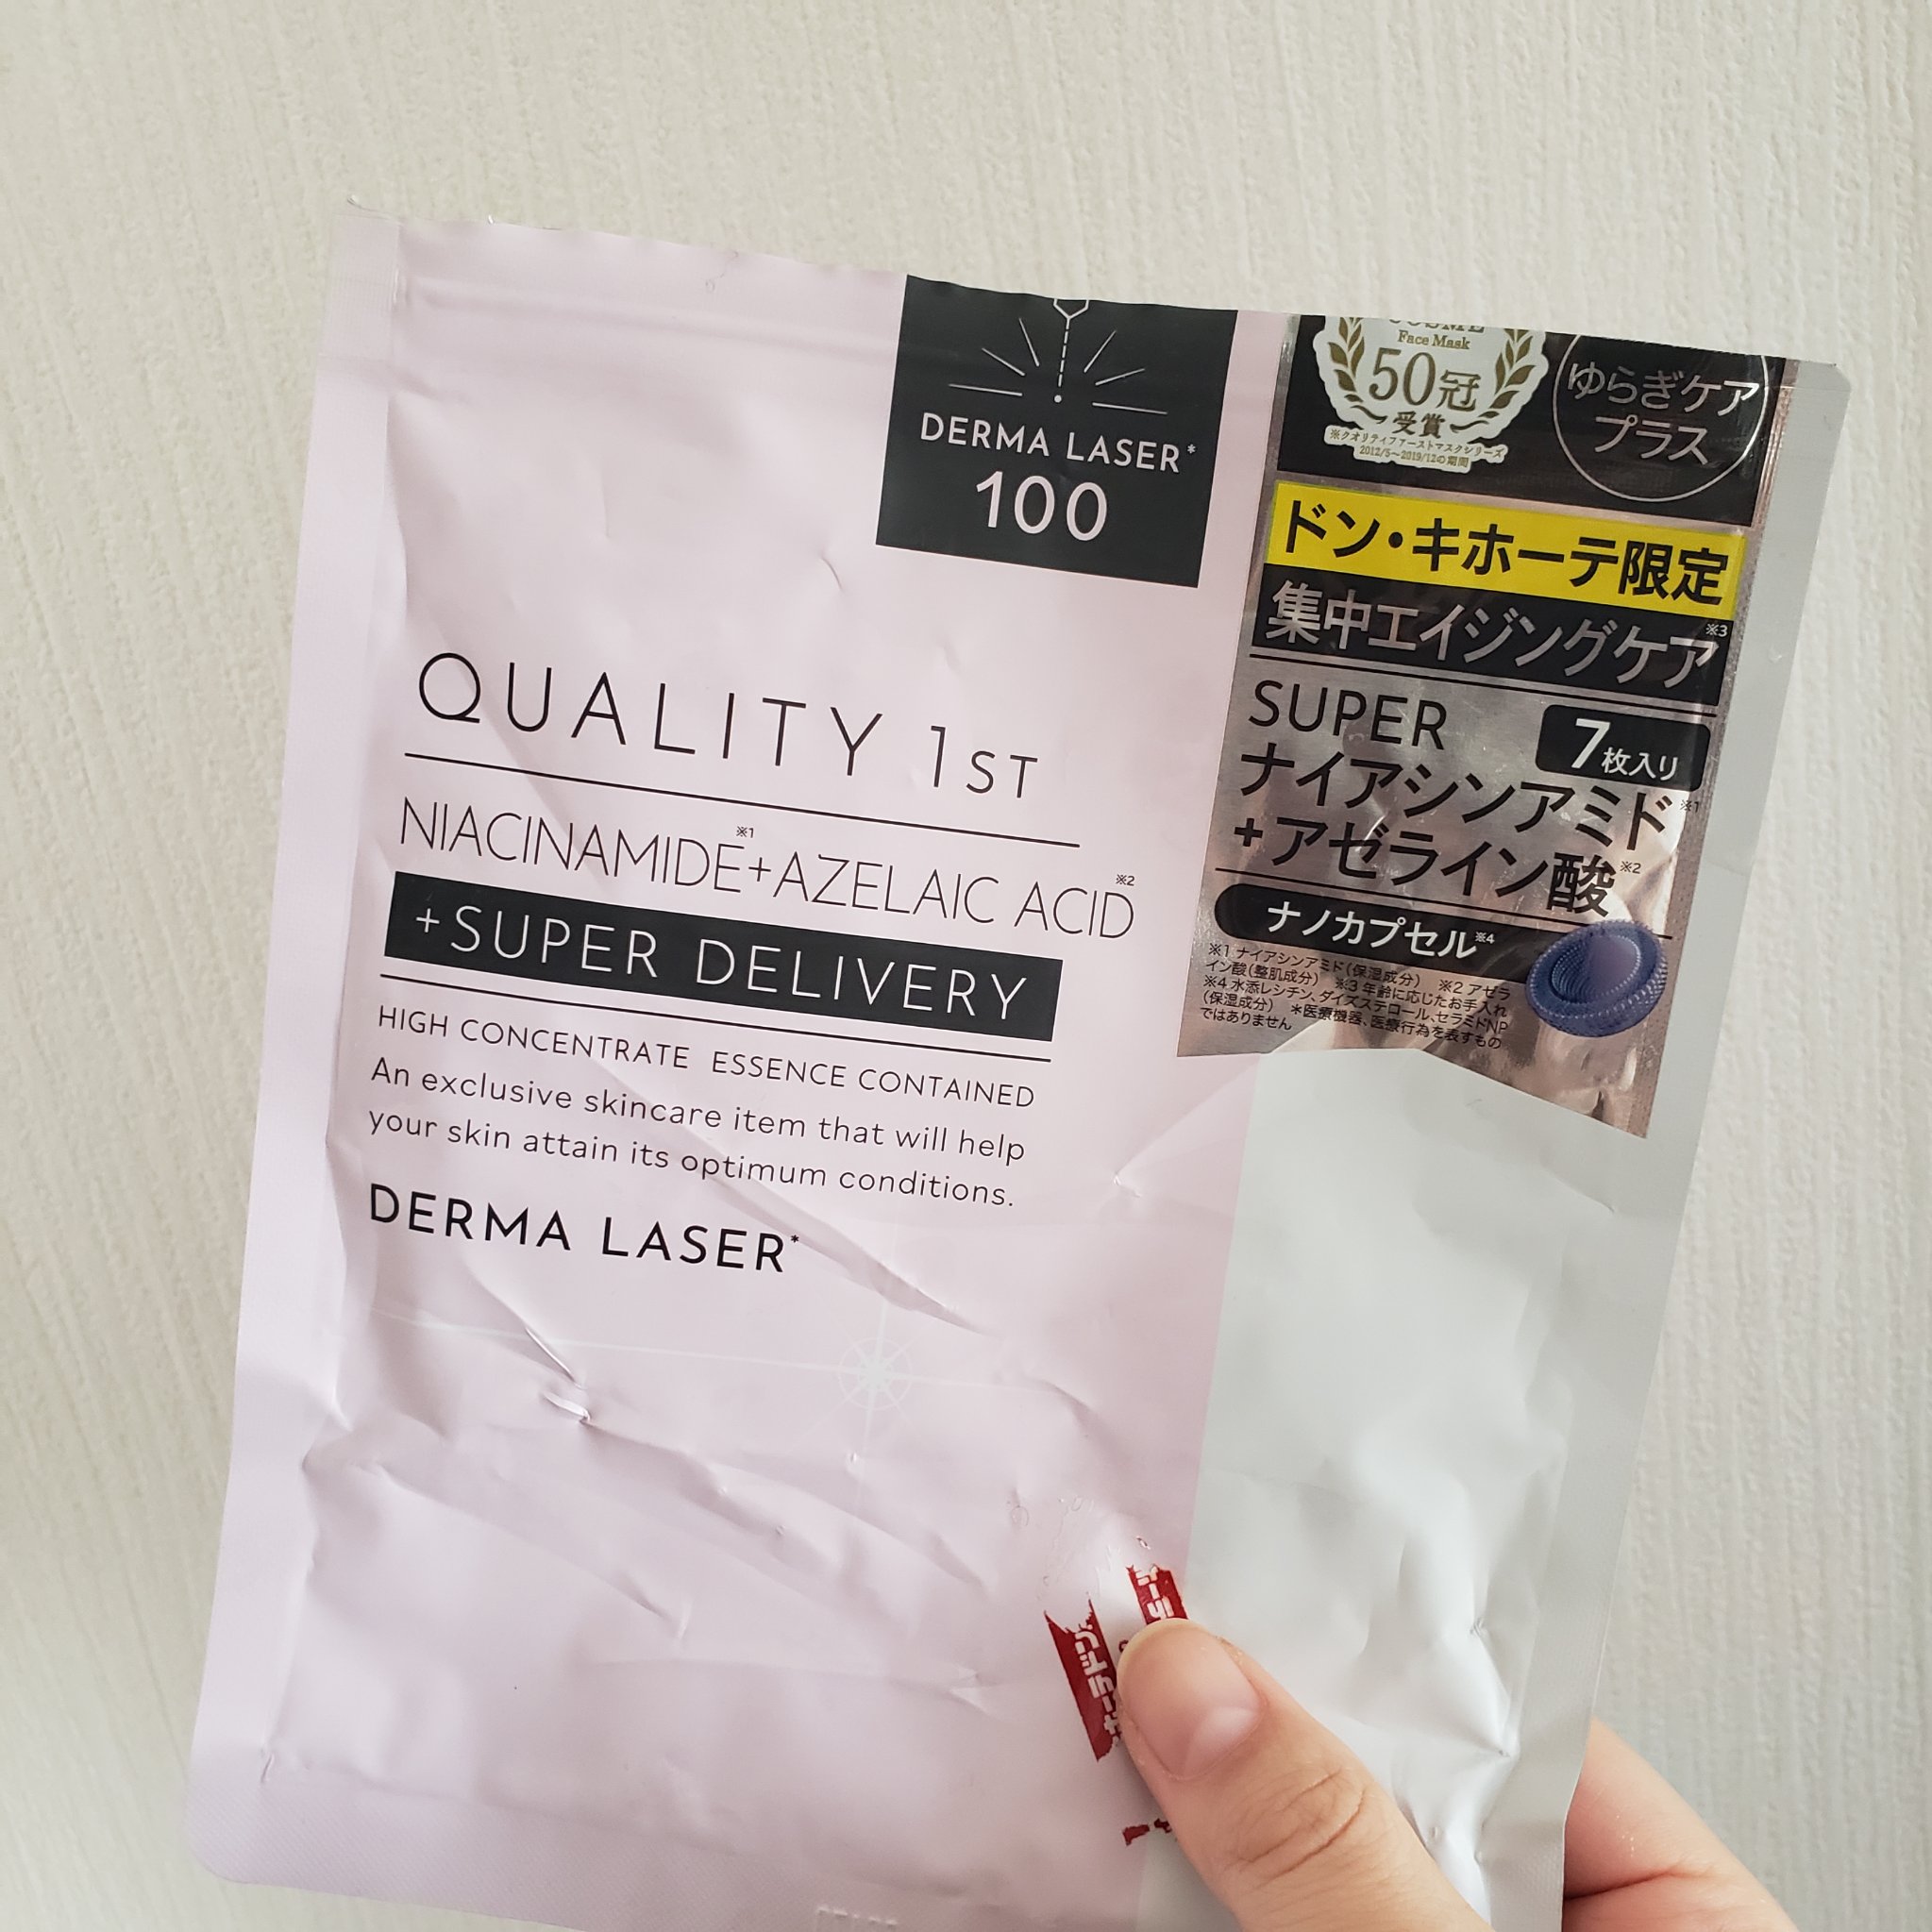 DERMA LASER*
100
QUALITY 1ST
NIACINAMIDE※1+AZELAIC ACID※2
+SUPER DELIVERY
HIGH CONCENTRATE ESSENCE CONTAINED
An exclusive skincare item that will help
your skin attain its optimum conditions.
DERMA LASER*
Face Mask
50冠
受賞
※クオリティファーストマスクシリーズ
2012/5~2019/12の期間
ゆらぎケア
プラス
ドン・キホーテ限定
集中エイジングケア※3
SUPER
7枚入り
ナイアシンアミド※1
+アゼライン酸※2
ナノカプセル※4
※1 ナイアシンアミド(保湿成分) ※2 アゼラ
イン酸(整肌成分) ※3 年齢に応じたお手入れ
※4 水添レシチン、ダイズステロール、セラミドNP
(保湿成分) *医療機器、医療行為を表すもの
ではありません